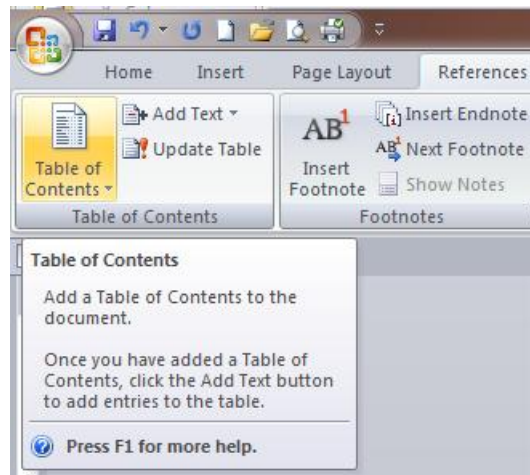 Home Insert Page Layout References
Table of Contents
Add Text
Update Table
AB1
Insert Footnote
[i] Insert Endnote
AB1 Next Footnote
Show Notes
Table of Contents Footnotes
Table of Contents
Add a Table of Contents to the
document.
Once you have added a Table of
Contents, click the Add Text button
to add entries to the table.
Press F1 for more help.